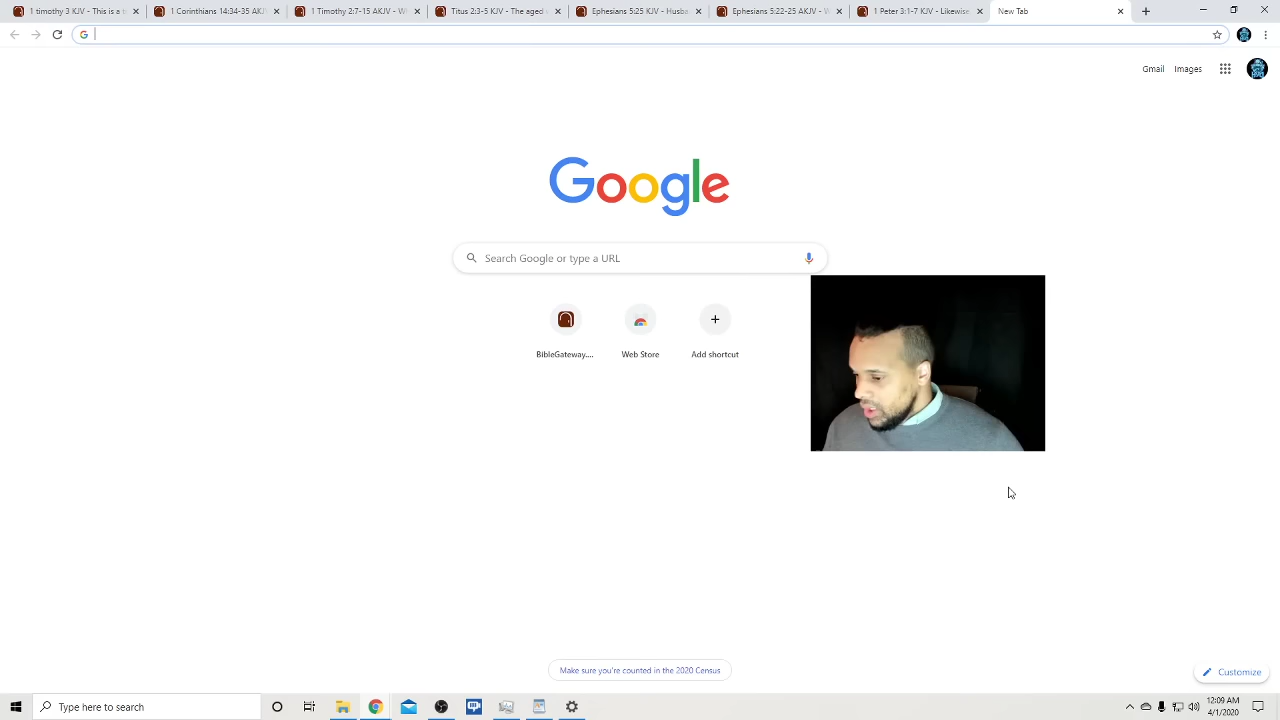 1 timothy 3 KJV - This is a t
1 Corinthians 14:34-35 AKJ
1 Timothy 2:7-15 AKJV - W
Titus 2:3-5 KJV - The aged
Ephesians 5:25 KJV - Husba
Ephesians 5:22-25 AKJV -
1 Peter 3:1-7 KJV - Likewise
New Tab
Gmail Images
Google
Search Google or type a URL
BibleGateway....
Web Store
Add shortcut
Make sure you're counted in the 2020 Census
Customize
Type here to search
12:09 AM
4/1/2020